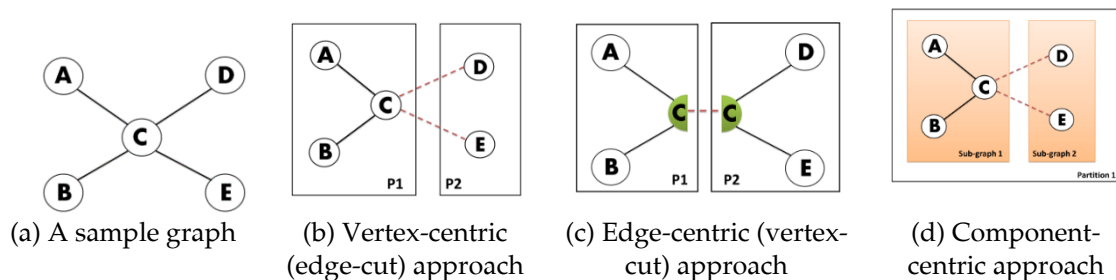 A
D
C
B
E
(a) A sample graph
A
D
C
B
E
P1
P2
(b) Vertex-centric
(edge-cut) approach
A
D
C
C
B
E
P1
P2
(c) Edge-centric (vertex-
cut) approach
A
D
C
E
B
Sub-graph 1
Sub-graph 2
Partition 1
(d) Component-
centric approach